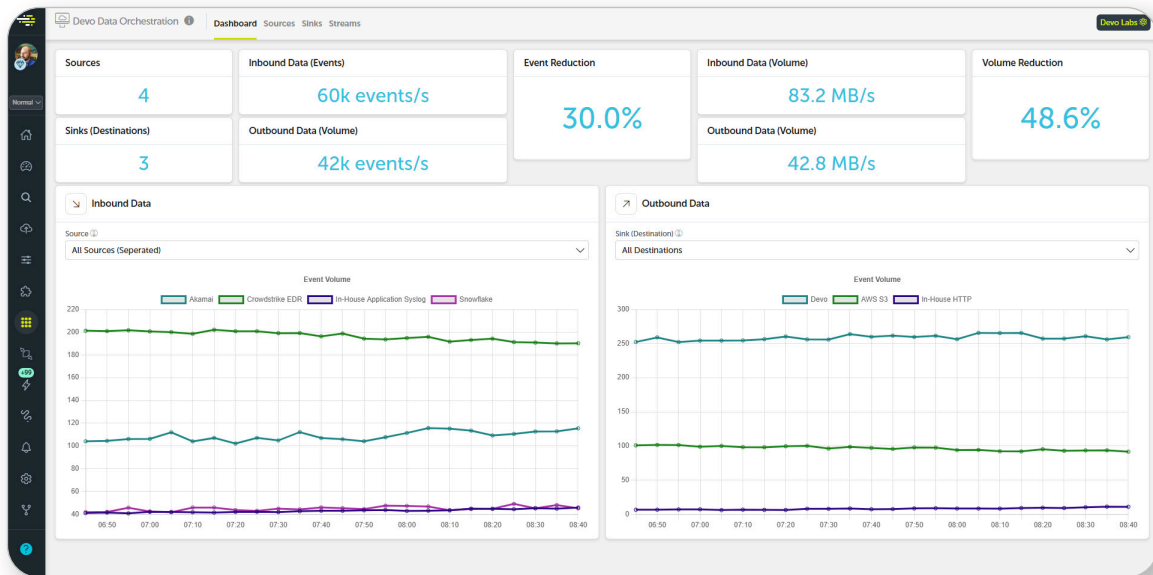 Devo Data Orchestration
Dashboard Sources Sinks Streams
Devo Labs
Normal
+99
?
Sources
4
Sinks (Destinations)
3
Inbound Data (Events)
60k events/s
Outbound Data (Volume)
42k events/s
Event Reduction
30.0%
Inbound Data (Volume)
83.2 MB/s
Outbound Data (Volume)
42.8 MB/s
Volume Reduction
48.6%
Inbound Data
Source
All Sources (Seperated)
Event Volume
Akamai Crowdstrike EDR In-House Application Syslog Snowflake
220
200
180
160
140
120
100
80
60
40
06:50 07:00 07:10 07:20 07:30 07:40 07:50 08:00 08:10 08:20 08:30 08:40
Outbound Data
Sink (Destination)
All Destinations
Event Volume
Devo AWS S3 In-House HTTP
300
250
200
150
100
50
0
06:50 07:00 07:10 07:20 07:30 07:40 07:50 08:00 08:10 08:20 08:30 08:40